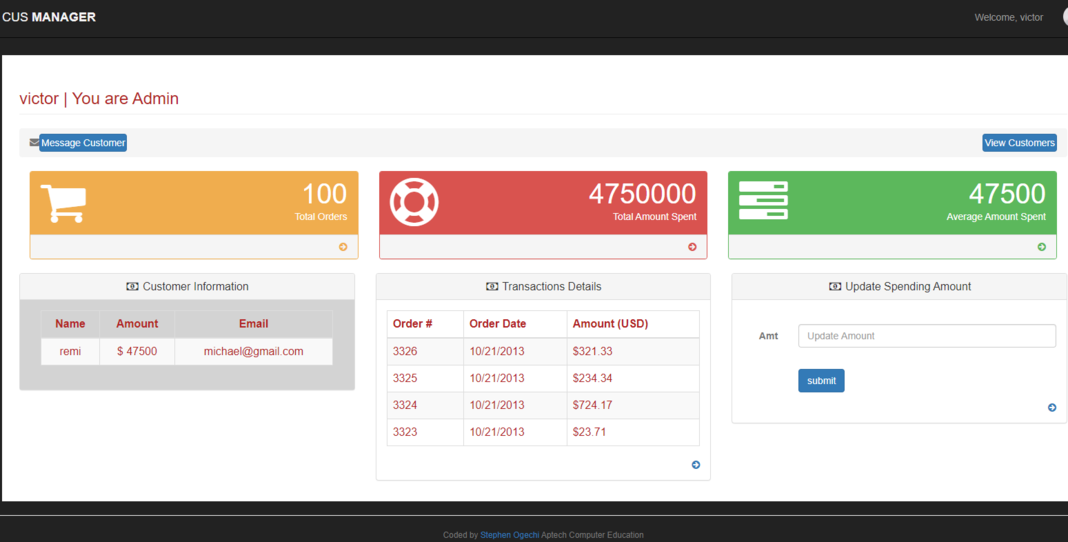 CUS MANAGER
Welcome, victor
victor | You are Admin
Message Customer
View Customers
100
Total Orders
4750000
Total Amount Spent
47500
Average Amount Spent
Customer Information
Name Amount Email
remi $ 47500 michael@gmail.com
Transactions Details
Order # Order Date Amount (USD)
3326 10/21/2013 $321.33
3325 10/21/2013 $234.34
3324 10/21/2013 $724.17
3323 10/21/2013 $23.71
Update Spending Amount
Amt Update Amount
submit
Coded by Stephen Ogechi Aptech Computer Education